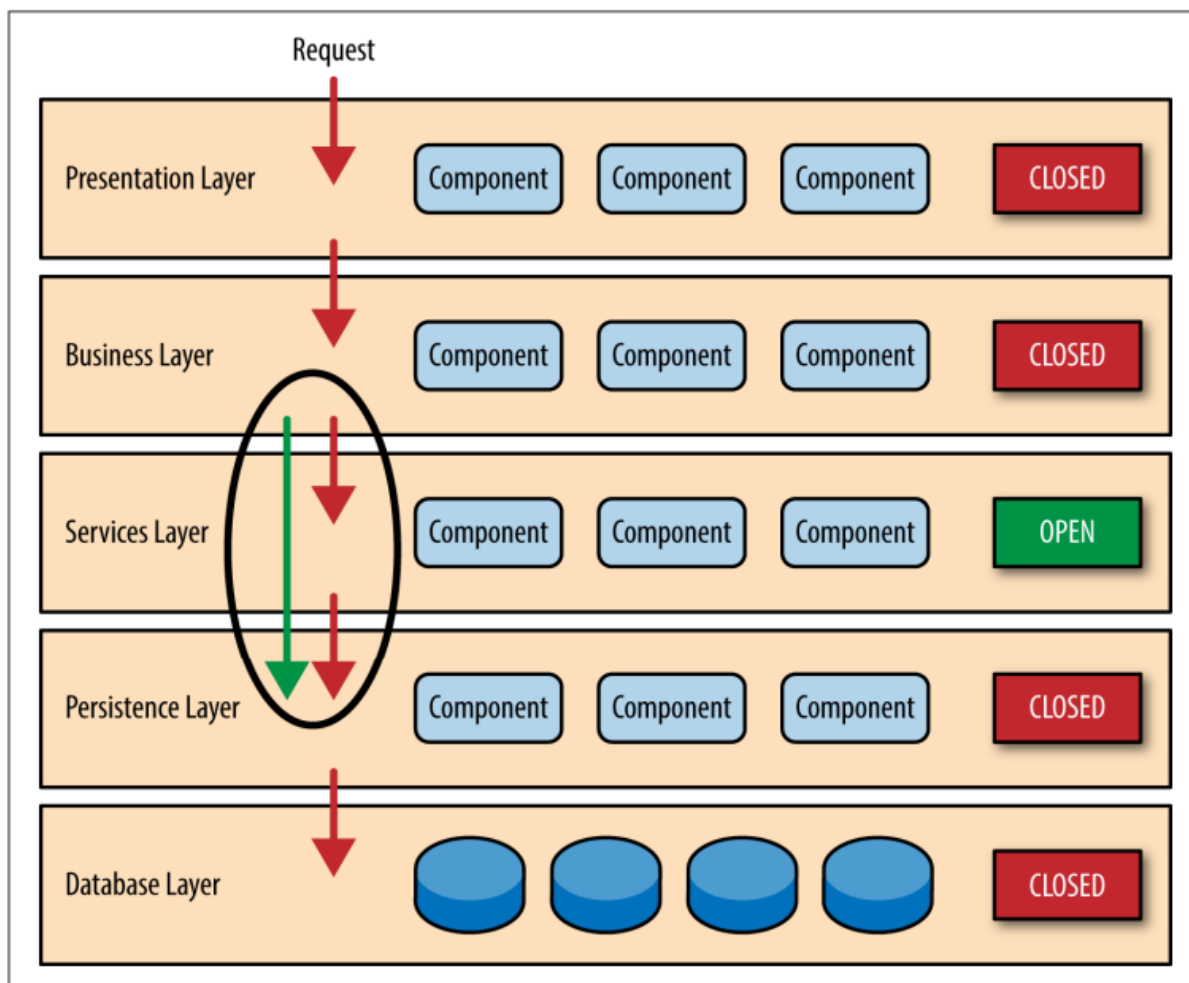 Request
Presentation Layer Component Component Component CLOSED
Business Layer Component Component Component CLOSED
Services Layer Component Component Component OPEN
Persistence Layer Component Component Component CLOSED
Database Layer CLOSED